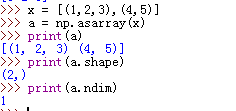 >>> x = [(1,2,3),(4,5)]
>>> a = np.asarray(x)
>>> print(a)
[(1, 2, 3) (4, 5)]
>>> print(a.shape)
(2,)
>>> print(a.ndim)
1